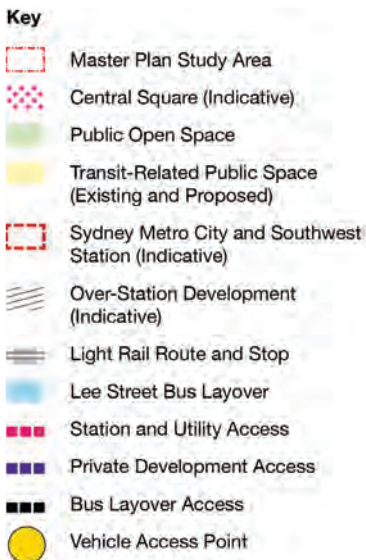 Key
Master Plan Study Area
Central Square (Indicative)
Public Open Space
Transit-Related Public Space
(Existing and Proposed)
Sydney Metro City and Southwest
Station (Indicative)
Over-Station Development
(Indicative)
Light Rail Route and Stop
Lee Street Bus Layover
Station and Utility Access
Private Development Access
Bus Layover Access
Vehicle Access Point